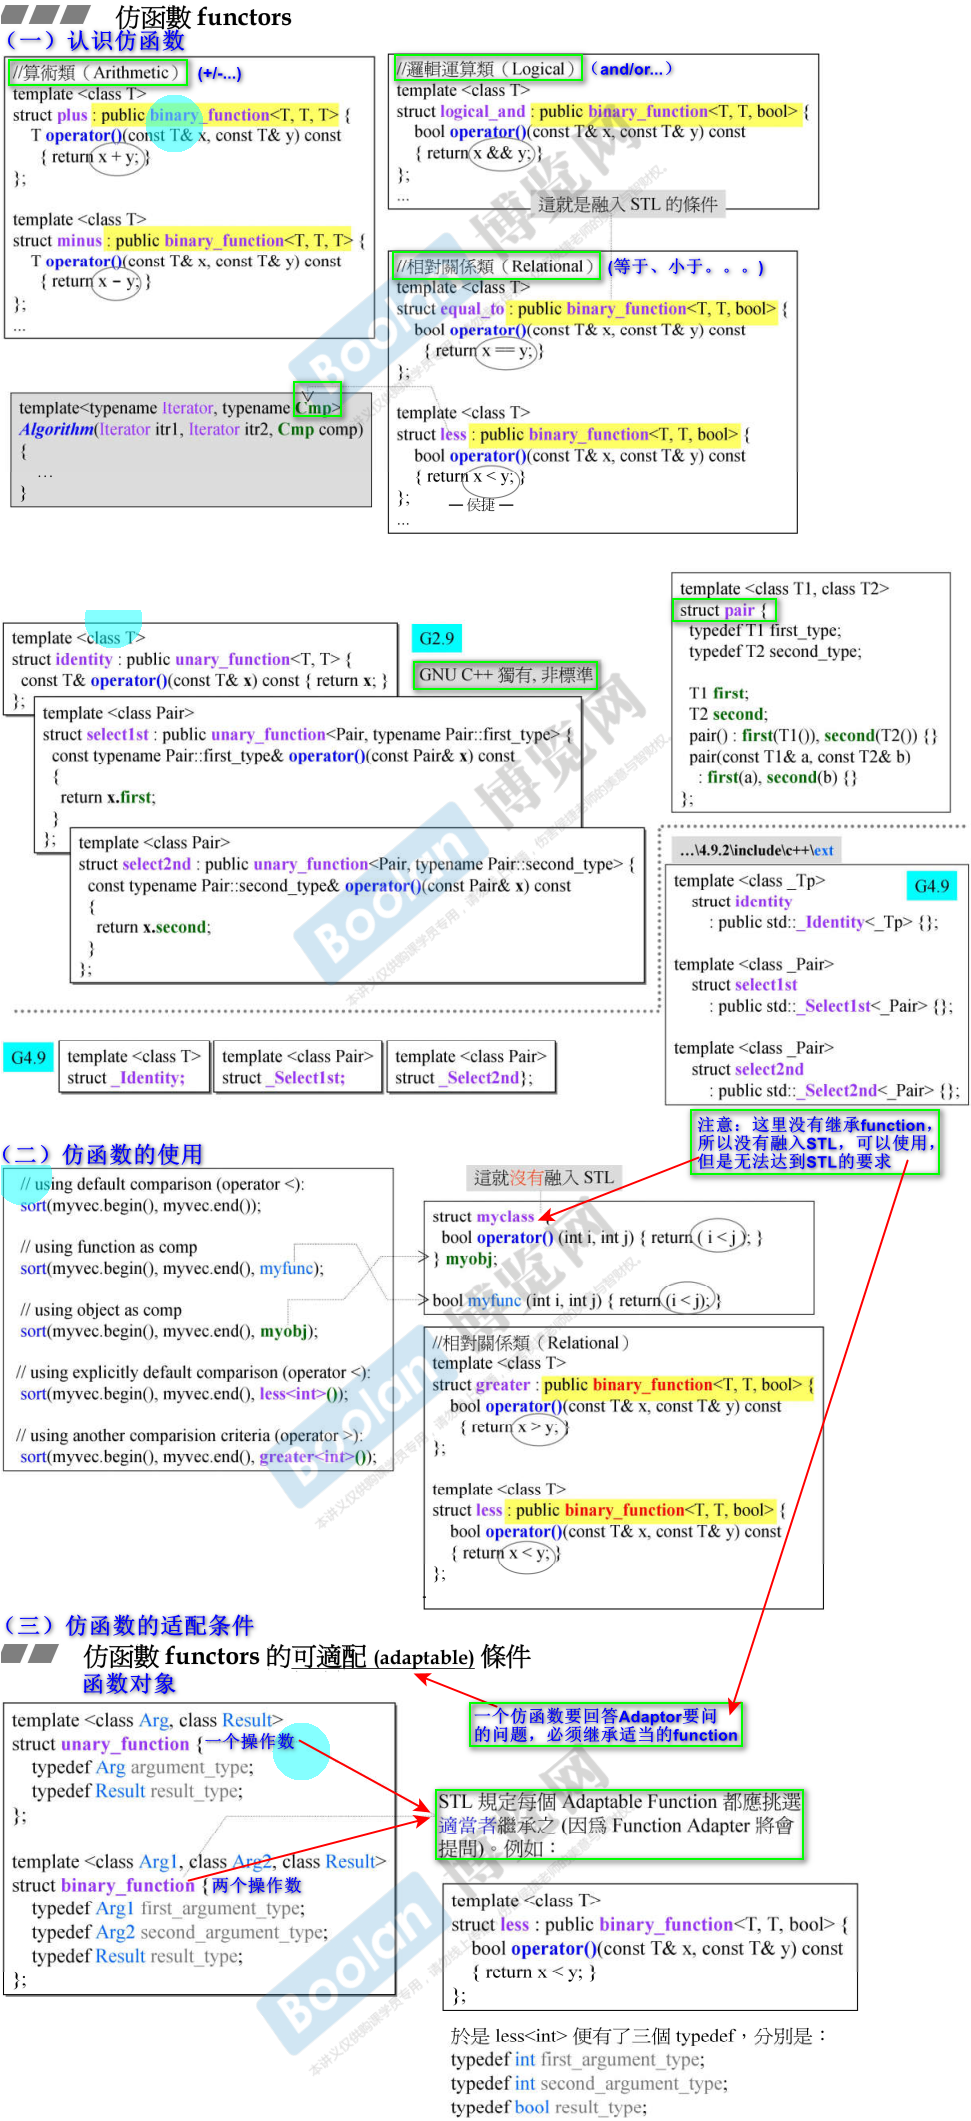 仿函數 functors
（一）认识仿函数
//算術類（Arithmetic） (+/-...)
template <class T>
struct plus : public binary_function<T, T, T> {
T operator()(const T& x, const T& y) const
{ return x + y; }
};
template <class T>
struct minus : public binary_function<T, T, T> {
T operator()(const T& x, const T& y) const
{ return x − y; }
};
...
//邏輯運算類（Logical） （and/or...）
template <class T>
struct logical_and : public binary_function<T, T, bool> {
bool operator()(const T& x, const T& y) const
{ return x && y; }
};
...
這就是融入 STL 的條件
//相對關係類（Relational） (等于、小于。。。)
template <class T>
struct equal_to : public binary_function<T, T, bool> {
bool operator()(const T& x, const T& y) const
{ return x == y; }
};
template <class T>
struct less : public binary_function<T, T, bool> {
bool operator()(const T& x, const T& y) const
{ return x < y; }
};
...
— 侯捷 —
template<typename Iterator, typename Cmp>
Algorithm(Iterator itr1, Iterator itr2, Cmp comp)
{
...
}
Boolan 博览网
template <class T>
struct identity : public unary_function<T, T> {
const T& operator()(const T& x) const { return x; }
};
G2.9
GNU C++ 獨有, 非標準
template <class Pair>
struct select1st : public unary_function<Pair, typename Pair::first_type> {
const typename Pair::first_type& operator()(const Pair& x) const
{
return x.first;
}
};
template <class Pair>
struct select2nd : public unary_function<Pair, typename Pair::second_type> {
const typename Pair::second_type& operator()(const Pair& x) const
{
return x.second;
}
};
template <class T1, class T2>
struct pair {
typedef T1 first_type;
typedef T2 second_type;
T1 first;
T2 second;
pair() : first(T1()), second(T2()) {}
pair(const T1& a, const T2& b)
: first(a), second(b) {}
};
...\4.9.2\include\c++\ext
G4.9
template <class _Tp>
struct identity
: public std::_Identity<_Tp> {};
template <class _Pair>
struct select1st
: public std::_Select1st<_Pair> {};
template <class _Pair>
struct select2nd
: public std::_Select2nd<_Pair> {};
Boolan 博览网
G4.9
template <class T>
struct _Identity;
template <class Pair>
struct _Select1st;
template <class Pair>
struct _Select2nd};
注意：这里没有继承function，
所以没有融入STL，可以使用，
但是无法达到STL的要求
（二）仿函数的使用
// using default comparison (operator <):
sort(myvec.begin(), myvec.end());
// using function as comp
sort(myvec.begin(), myvec.end(), myfunc);
// using object as comp
sort(myvec.begin(), myvec.end(), myobj);
// using explicitly default comparison (operator <):
sort(myvec.begin(), myvec.end(), less<int>());
// using another comparision criteria (operator >):
sort(myvec.begin(), myvec.end(), greater<int>());
這就沒有融入 STL
struct myclass {
bool operator() (int i, int j) { return ( i < j ); }
} myobj;
bool myfunc (int i, int j) { return (i < j); }
//相對關係類（Relational）
template <class T>
struct greater : public binary_function<T, T, bool> {
bool operator()(const T& x, const T& y) const
{ return x > y; }
};
template <class T>
struct less : public binary_function<T, T, bool> {
bool operator()(const T& x, const T& y) const
{ return x < y; }
};
Boolan 博览网
（三）仿函数的适配条件
仿函數 functors 的可適配 (adaptable) 條件
函数对象
一个仿函数要回答Adaptor要问
的问题，必须继承适当的function
template <class Arg, class Result>
struct unary_function { 一个操作数
typedef Arg argument_type;
typedef Result result_type;
};
template <class Arg1, class Arg2, class Result>
struct binary_function { 两个操作数
typedef Arg1 first_argument_type;
typedef Arg2 second_argument_type;
typedef Result result_type;
};
STL 規定每個 Adaptable Function 都應挑選
適當者繼承之 (因為 Function Adapter 將會
提問)。例如：
template <class T>
struct less : public binary_function<T, T, bool> {
bool operator()(const T& x, const T& y) const
{ return x < y; }
};
於是 less<int> 便有了三個 typedef，分別是：
typedef int first_argument_type;
typedef int second_argument_type;
typedef bool result_type;
Boolan 博览网